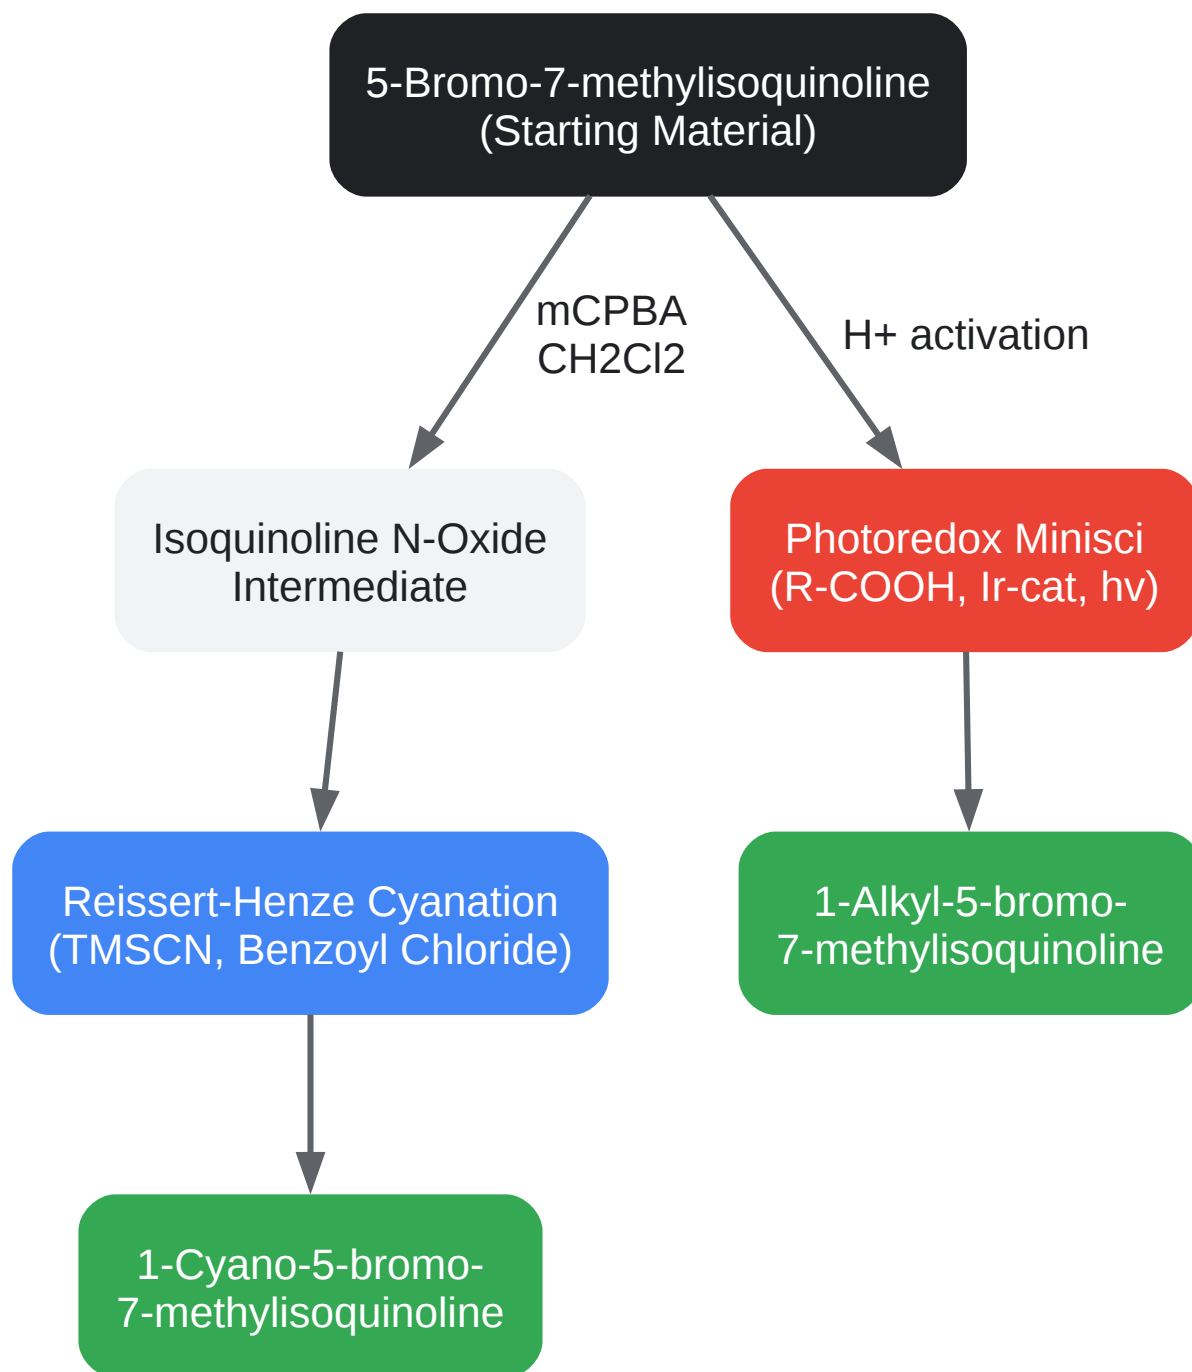 5-Bromo-7-methylisoquinoline
(Starting Material)
mCPBA
CH2Cl2
H+ activation
Isoquinoline N-Oxide
Intermediate
Photoredox Minisci
(R-COOH, Ir-cat, hv)
Reissert-Henze Cyanation
(TMSCN, Benzoyl Chloride)
1-Alkyl-5-bromo-
7-methylisoquinoline
1-Cyano-5-bromo-
7-methylisoquinoline